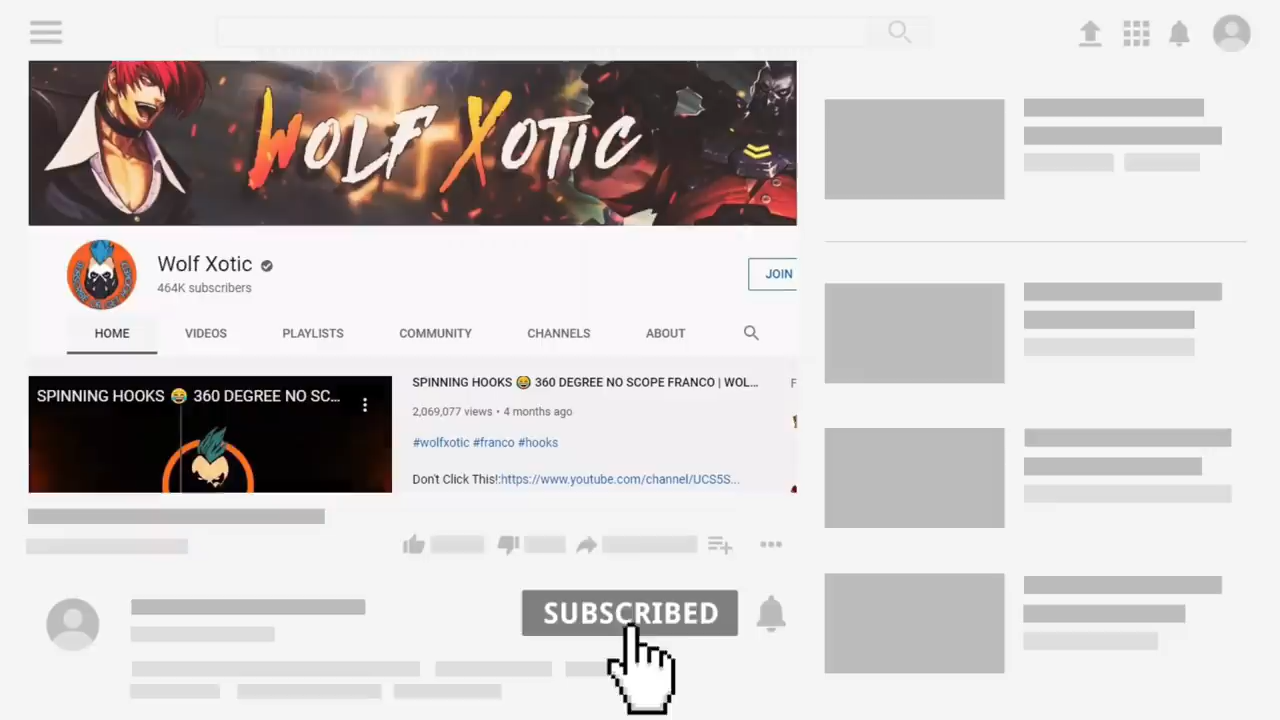 WOLF XOTIC
Wolf Xotic
464K subscribers
JOIN
HOME
VIDEOS
PLAYLISTS
COMMUNITY
CHANNELS
ABOUT
SPINNING HOOKS 😂 360 DEGREE NO SC...
SPINNING HOOKS 😂 360 DEGREE NO SCOPE FRANCO | WOL...
2,069,077 views • 4 months ago
#wolfxotic #franco #hooks
Don't Click This!:https://www.youtube.com/channel/UCS5S...
SUBSCRIBED